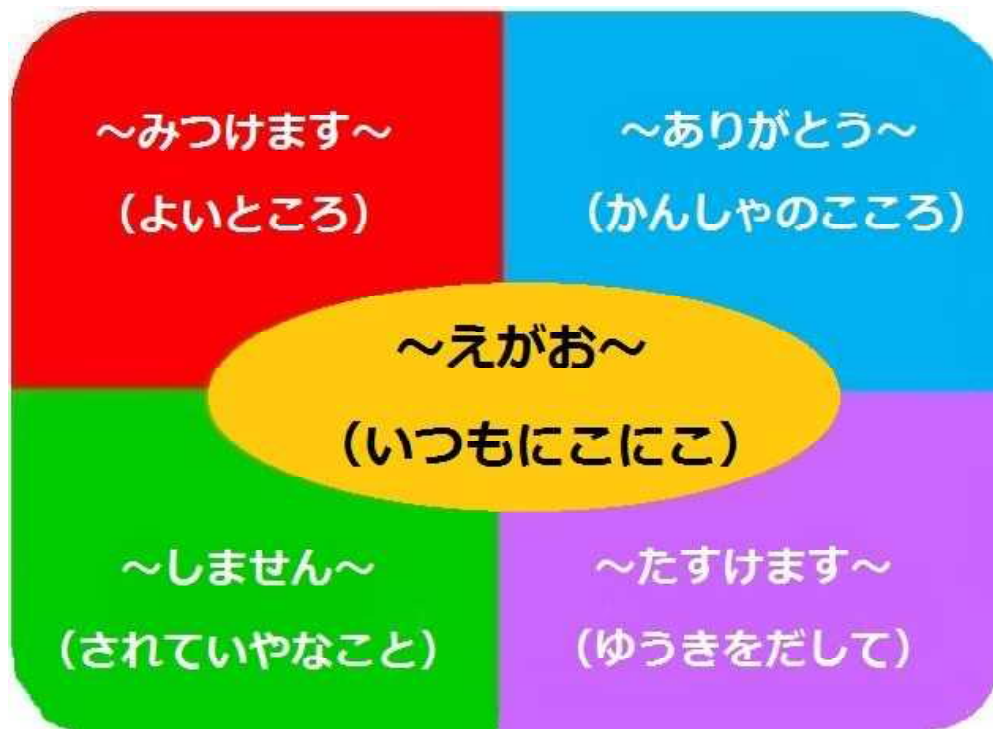 ～みつけます～
（よいところ）
～ありがとう～
（かんしゃのこころ）
～えがお～
（いつもにこにこ）
～しません～
（されていやなこと）
～たすけます～
（ゆうきをだして）